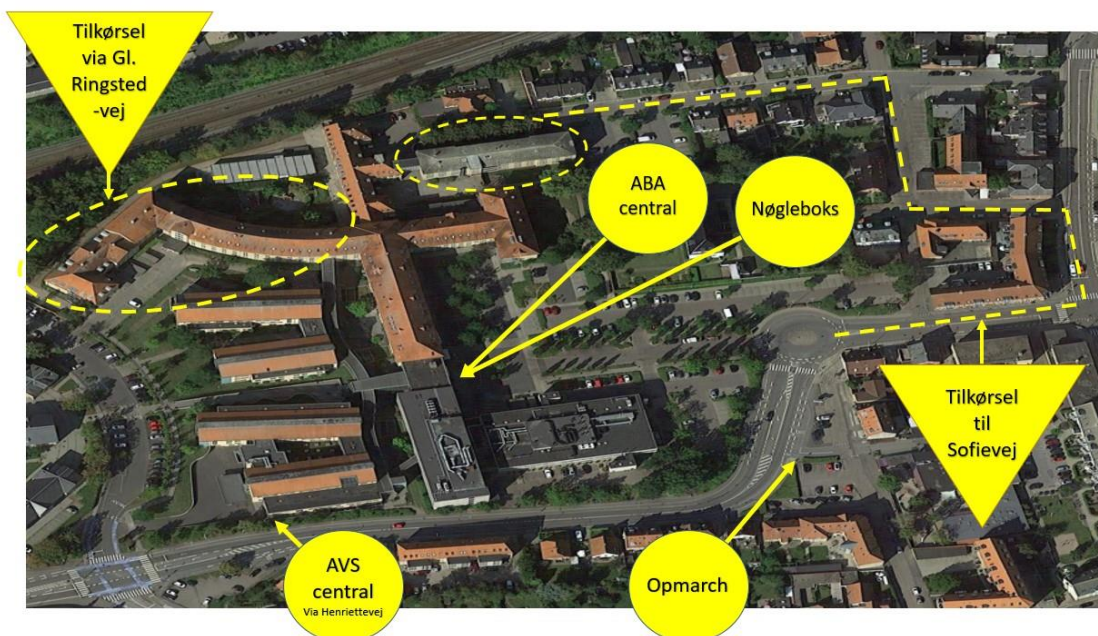 Tilkørsel
via Gl.
Ringsted
-vej
ABA
central
Nøgleboks
Tilkørsel
til
Sofievej
AVS
central
Via Henriettevej
Opmarch